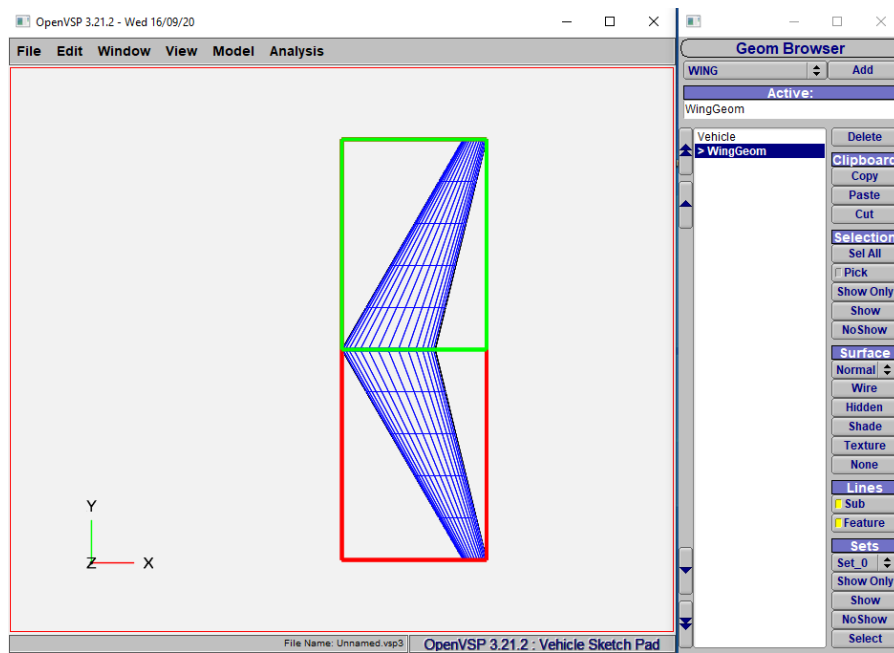 OpenVSP 3.21.2 - Wed 16/09/20
File Edit Window View Model Analysis
Y
Z X
File Name: Unnamed.vsp3
OpenVSP 3.21.2 : Vehicle Sketch Pad
Geom Browser
WING
Add
Active:
WingGeom
Vehicle
> WingGeom
Delete
Clipboard
Copy
Paste
Cut
Selection
Sel All
Pick
Show Only
Show
NoShow
Surface
Normal
Wire
Hidden
Shade
Texture
None
Lines
Sub
Feature
Sets
Set_0
Show Only
Show
NoShow
Select